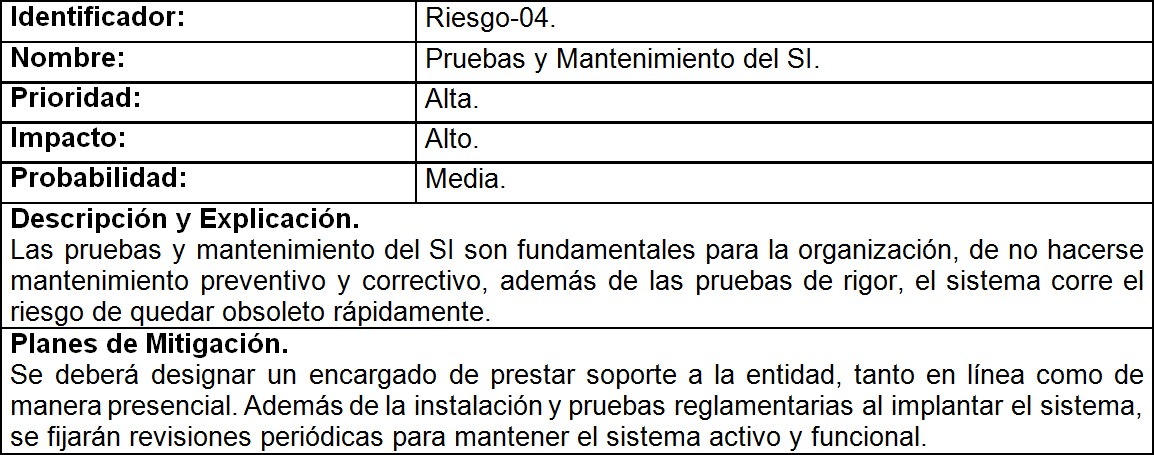 Identificador: Riesgo-04.
Nombre: Pruebas y Mantenimiento del SI.
Prioridad: Alta.
Impacto: Alto.
Probabilidad: Media.
Descripción y Explicación.
Las pruebas y mantenimiento del SI son fundamentales para la organización, de no hacerse
mantenimiento preventivo y correctivo, además de las pruebas de rigor, el sistema corre el
riesgo de quedar obsoleto rápidamente.
Planes de Mitigación.
Se deberá designar un encargado de prestar soporte a la entidad, tanto en línea como de
manera presencial. Además de la instalación y pruebas reglamentarias al implantar el sistema,
se fijarán revisiones periódicas para mantener el sistema activo y funcional.